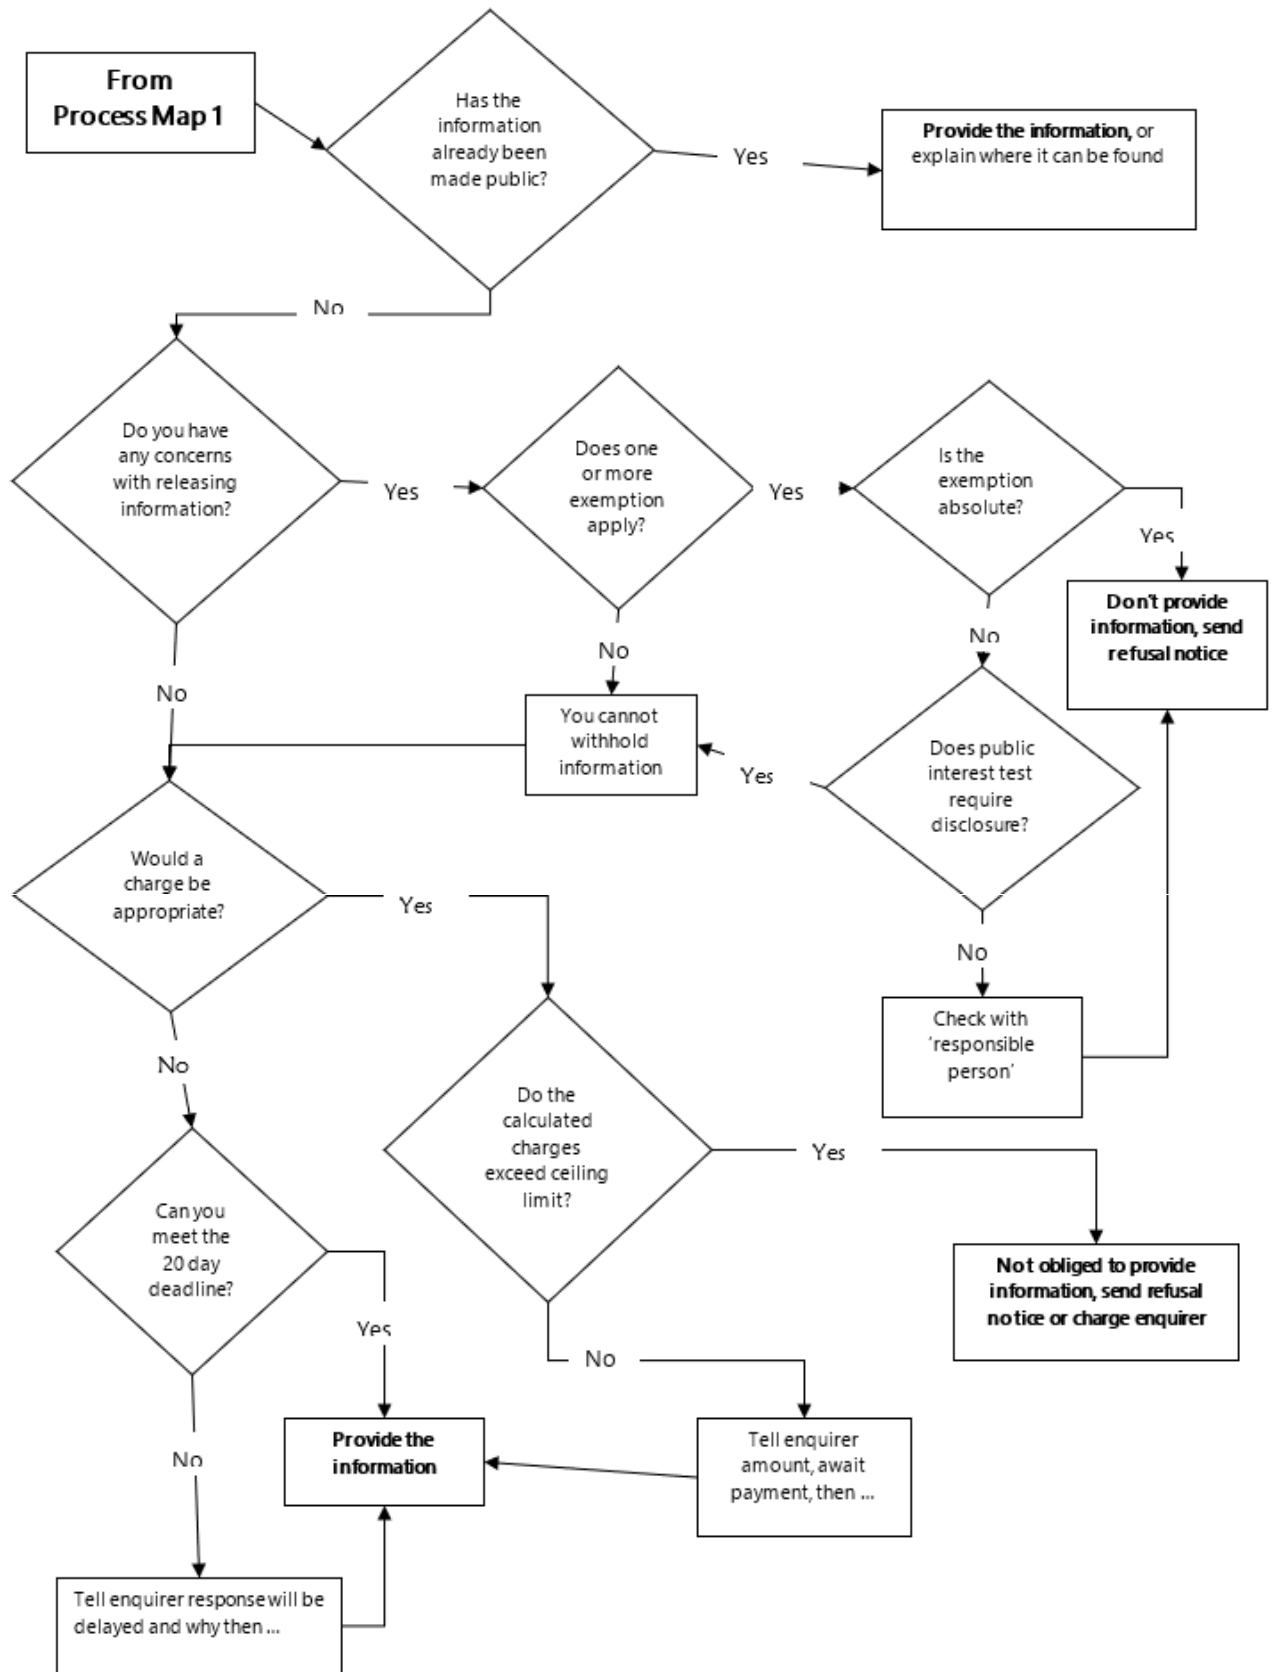 From
Process Map 1
Has the
information
already been
made public?
Yes
Provide the information, or
explain where it can be found
No
Do you have
any concerns
with releasing
information?
Yes
Does one
or more
exemption
apply?
Yes
Is the
exemption
absolute?
Yes
Don't provide
information, send
refusal notice
No
No
No
You cannot
withhold
information
Yes
Does public
interest test
require
disclosure?
Would a
charge be
appropriate?
Yes
No
Check with
'responsible
person'
No
Do the
calculated
charges
exceed ceiling
limit?
Yes
Can you
meet the
20 day
deadline?
Yes
Not obliged to provide
information, send refusal
notice or charge enquirer
No
No
Provide the
information
Tell enquirer
amount, await
payment, then ...
Tell enquirer response will be
delayed and why then ...